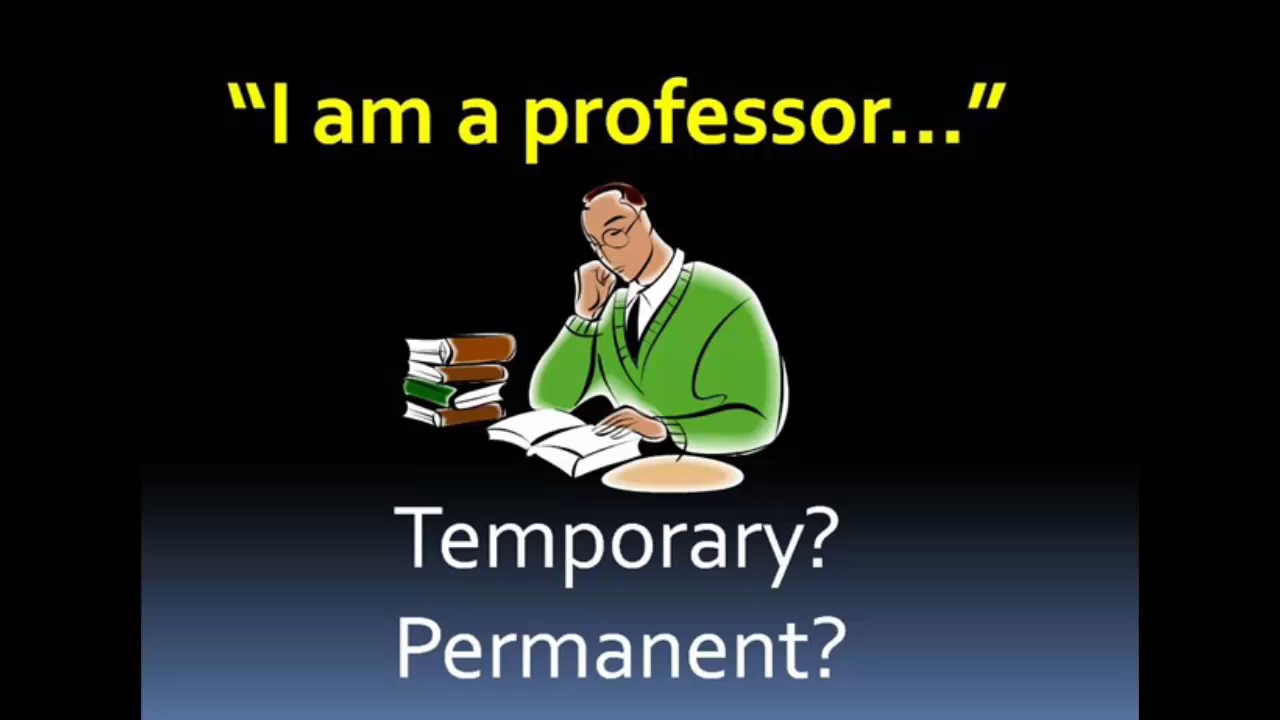 “I am a professor...”
Temporary?
Permanent?